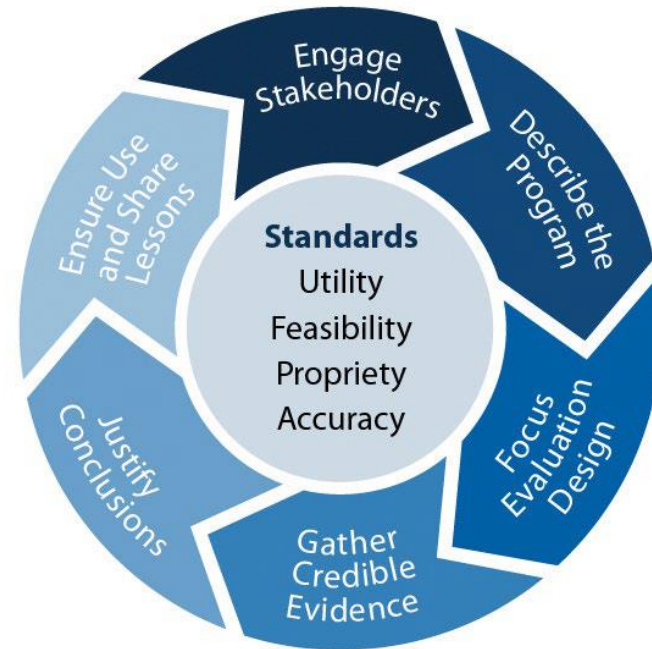 Engage
Stakeholders
Describe the
Program
Focus
Evaluation
Design
Gather
Credible
Evidence
Justify
Conclusions
Ensure Use
and Share
Lessons
Standards
Utility
Feasibility
Propriety
Accuracy